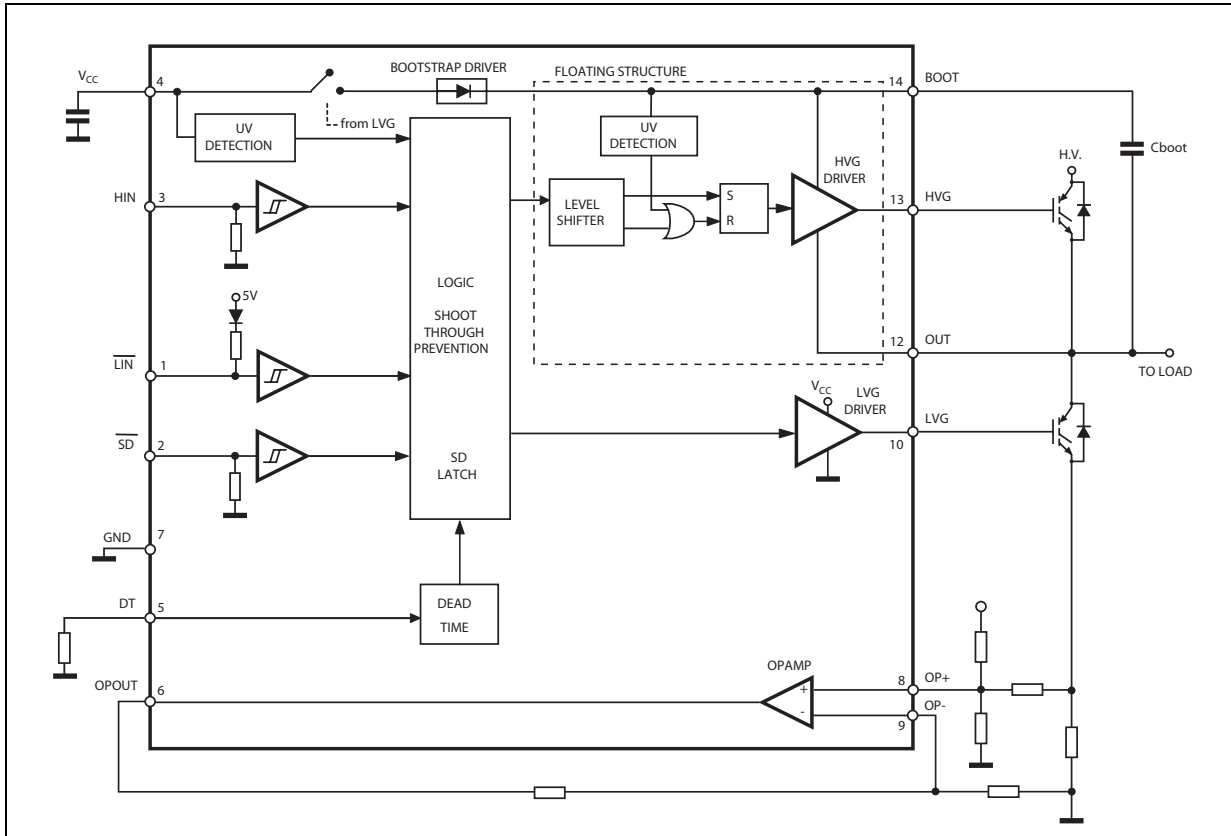 BOOTSTRAP DRIVER
FLOATING STRUCTURE
VCC
4
14
BOOT
from LVG
UV
DETECTION
UV
DETECTION
Cboot
H.V.
HVG
DRIVER
HIN
3
LEVEL
SHIFTER
S
R
13
HVG
LOGIC
SHOOT
THROUGH
PREVENTION
SD
LATCH
5V
LIN
1
12
OUT
TO LOAD
VCC
LVG
DRIVER
LVG
10
SD
2
GND
7
DT
5
DEAD
TIME
OPAMP
OPOUT
6
+
-
8
OP+
OP-
9